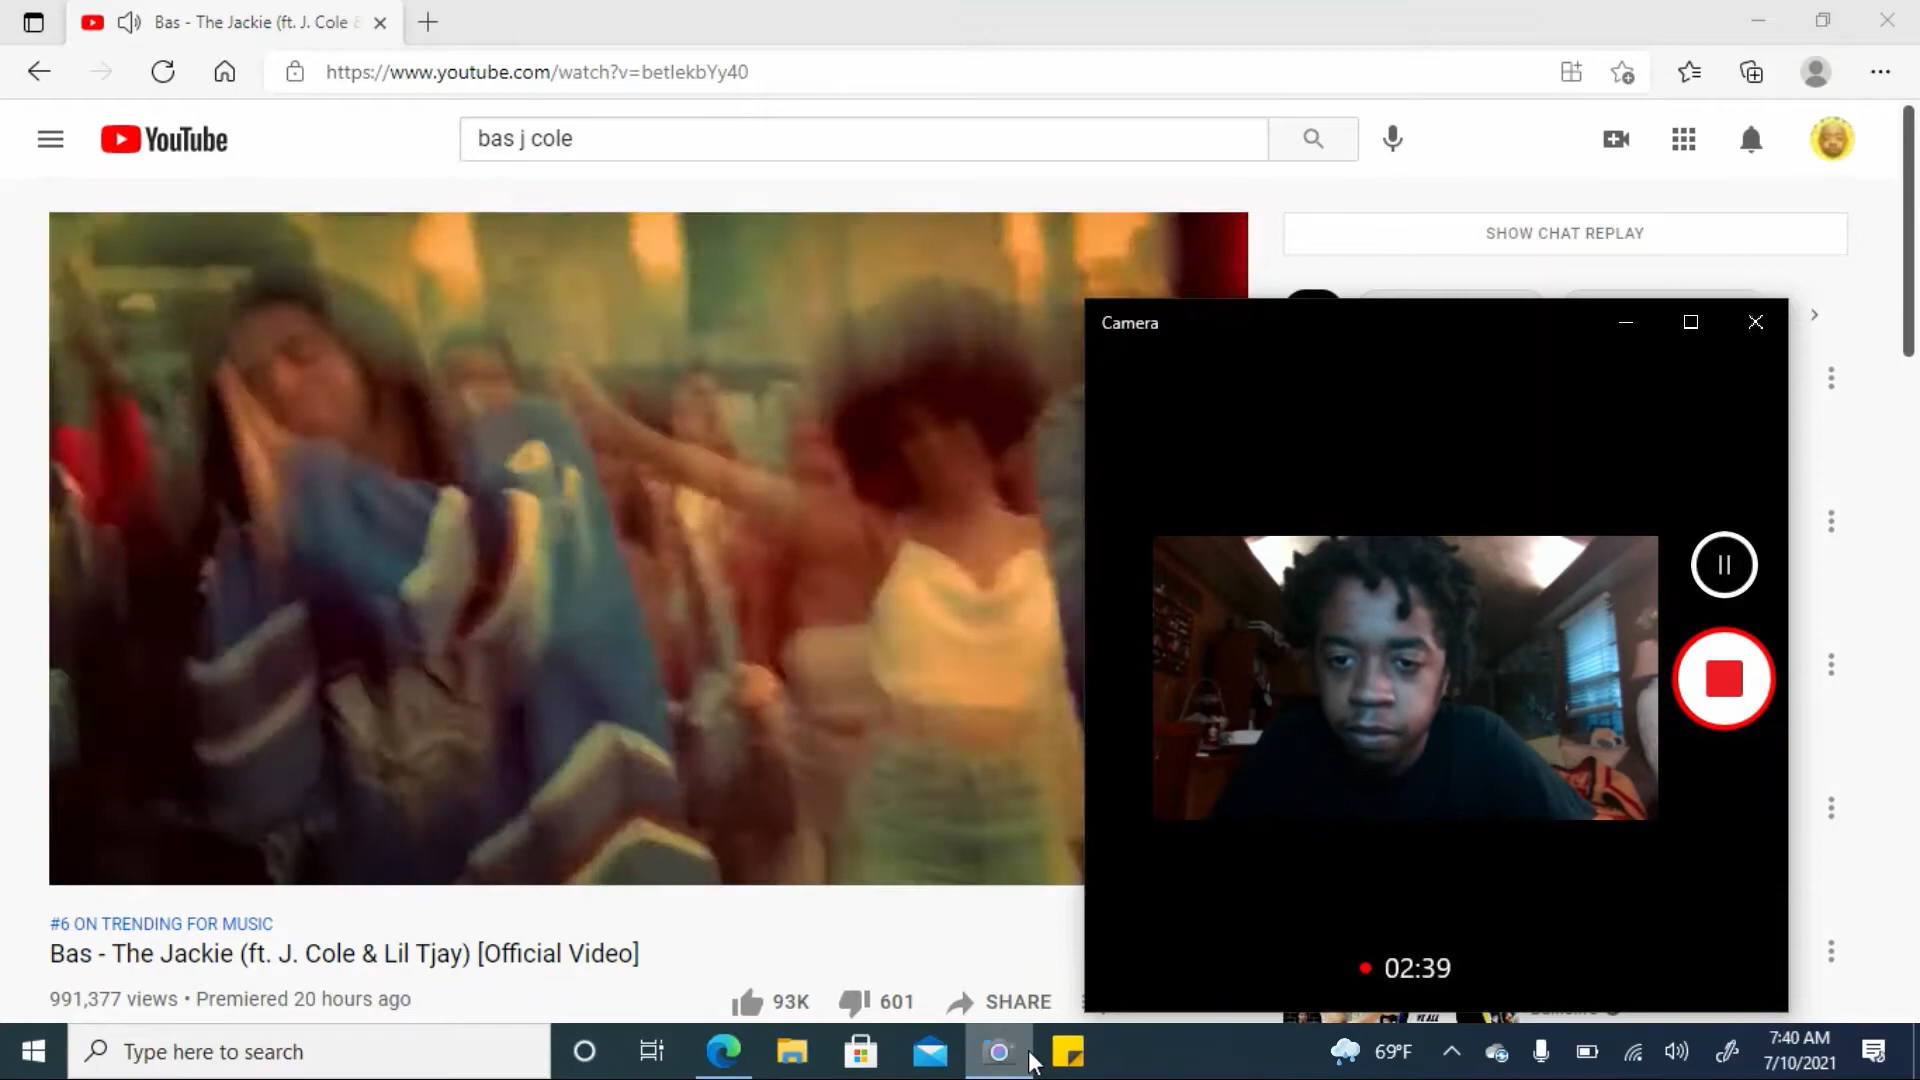 Bas - The Jackie (ft. J. Cole &
https://www.youtube.com/watch?v=betIekbYy40
YouTube
bas j cole
SHOW CHAT REPLAY
Camera
02:39
#6 ON TRENDING FOR MUSIC
Bas - The Jackie (ft. J. Cole & Lil Tjay) [Official Video]
991,377 views • Premiered 20 hours ago
93K
601
SHARE
Type here to search
69°F
7:40 AM
7/10/2021